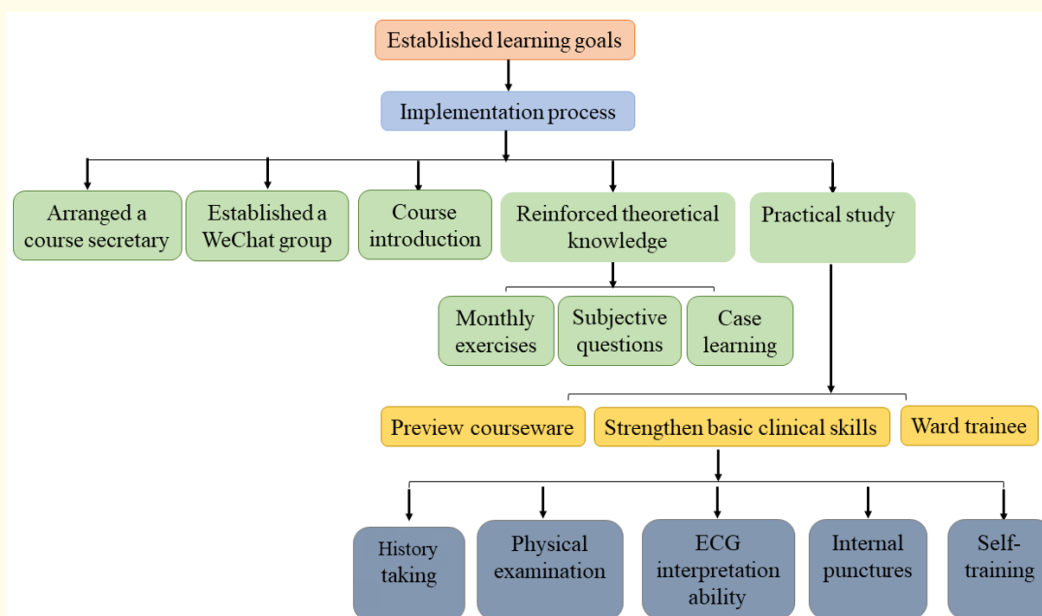 Established learning goals
Implementation process
Arranged a
course secretary
Established a
WeChat group
Course
introduction
Reinforced theoretical
knowledge
Practical study
Monthly
exercises
Subjective
questions
Case
learning
Preview courseware
Strengthen basic clinical skills
Ward trainee
History
taking
Physical
examination
ECG
interpretation
ability
Internal
punctures
Self-
training